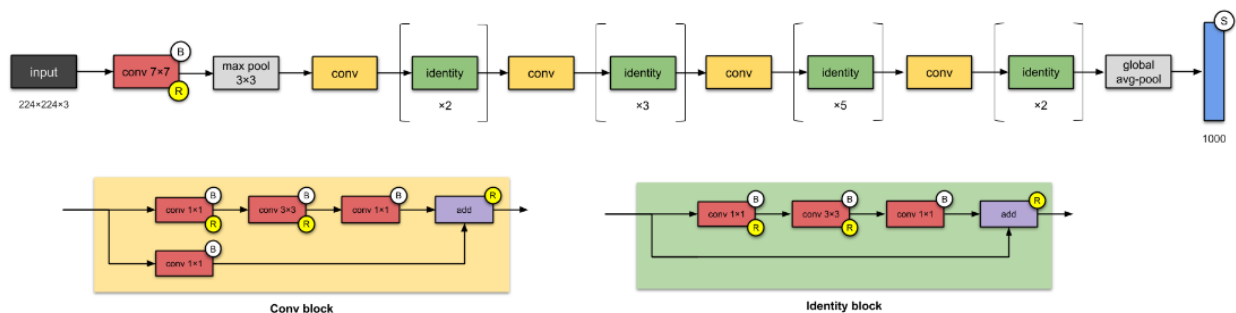 input
224×224×3
conv 7×7
B
R
max pool
3×3
conv
identity
×2
conv
identity
×3
conv
identity
×5
conv
identity
×2
global
avg-pool
S
1000
conv 1×1
B
R
conv 3×3
B
R
conv 1×1
B
add
R
conv 1×1
B
Conv block
conv 1×1
B
R
conv 3×3
B
R
conv 1×1
B
add
R
Identity block